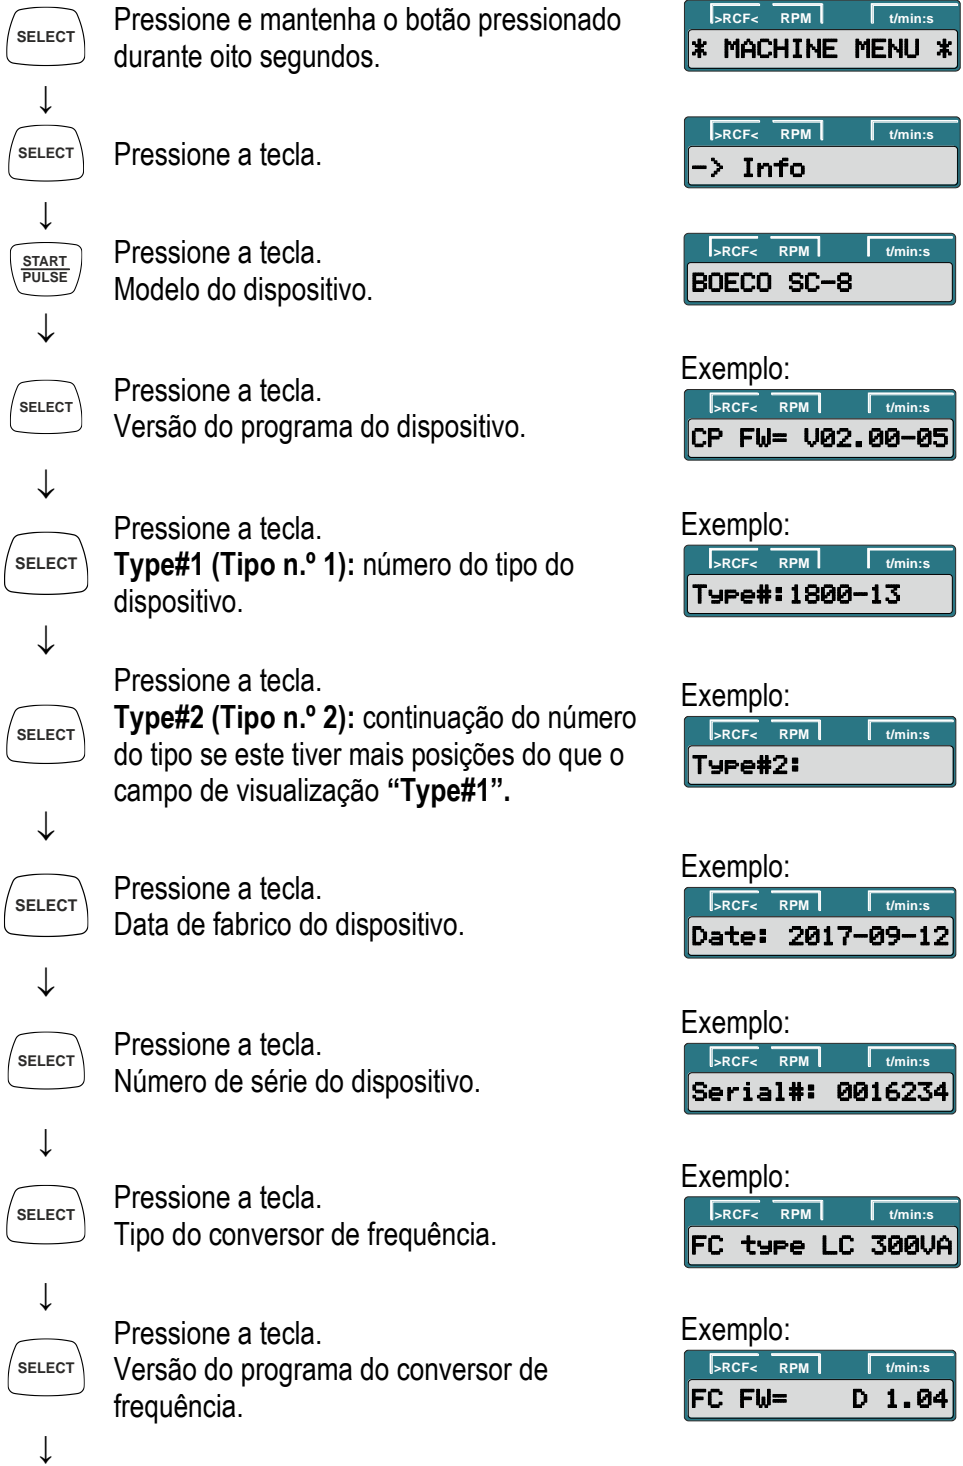 SELECT
Pressione e mantenha o botão pressionado
durante oito segundos.
>RCF< RPM t/min:s
* MACHINE MENU *
↓
SELECT
Pressione a tecla.
>RCF< RPM t/min:s
-> Info
↓
START
PULSE
Pressione a tecla.
Modelo do dispositivo.
>RCF< RPM t/min:s
BOECO SC-8
↓
SELECT
Pressione a tecla.
Versão do programa do dispositivo.
Exemplo:
>RCF< RPM t/min:s
CP FW= V02.00-05
↓
SELECT
Pressione a tecla.
Type#1 (Tipo n.º 1): número do tipo do
dispositivo.
Exemplo:
>RCF< RPM t/min:s
Type#:1800-13
↓
SELECT
Pressione a tecla.
Type#2 (Tipo n.º 2): continuação do número
do tipo se este tiver mais posições do que o
campo de visualização “Type#1”.
Exemplo:
>RCF< RPM t/min:s
Type#2:
↓
SELECT
Pressione a tecla.
Data de fabrico do dispositivo.
Exemplo:
>RCF< RPM t/min:s
Date: 2017-09-12
↓
SELECT
Pressione a tecla.
Número de série do dispositivo.
Exemplo:
>RCF< RPM t/min:s
Serial#: 0016234
↓
SELECT
Pressione a tecla.
Tipo do conversor de frequência.
Exemplo:
>RCF< RPM t/min:s
FC type LC 300VA
↓
SELECT
Pressione a tecla.
Versão do programa do conversor de
frequência.
Exemplo:
>RCF< RPM t/min:s
FC FW= D 1.04
↓